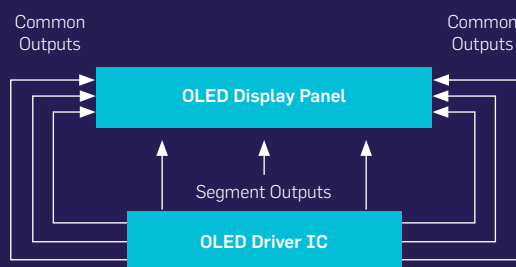 Common
Outputs
Common
Outputs
OLED Display Panel
Segment Outputs
OLED Driver IC